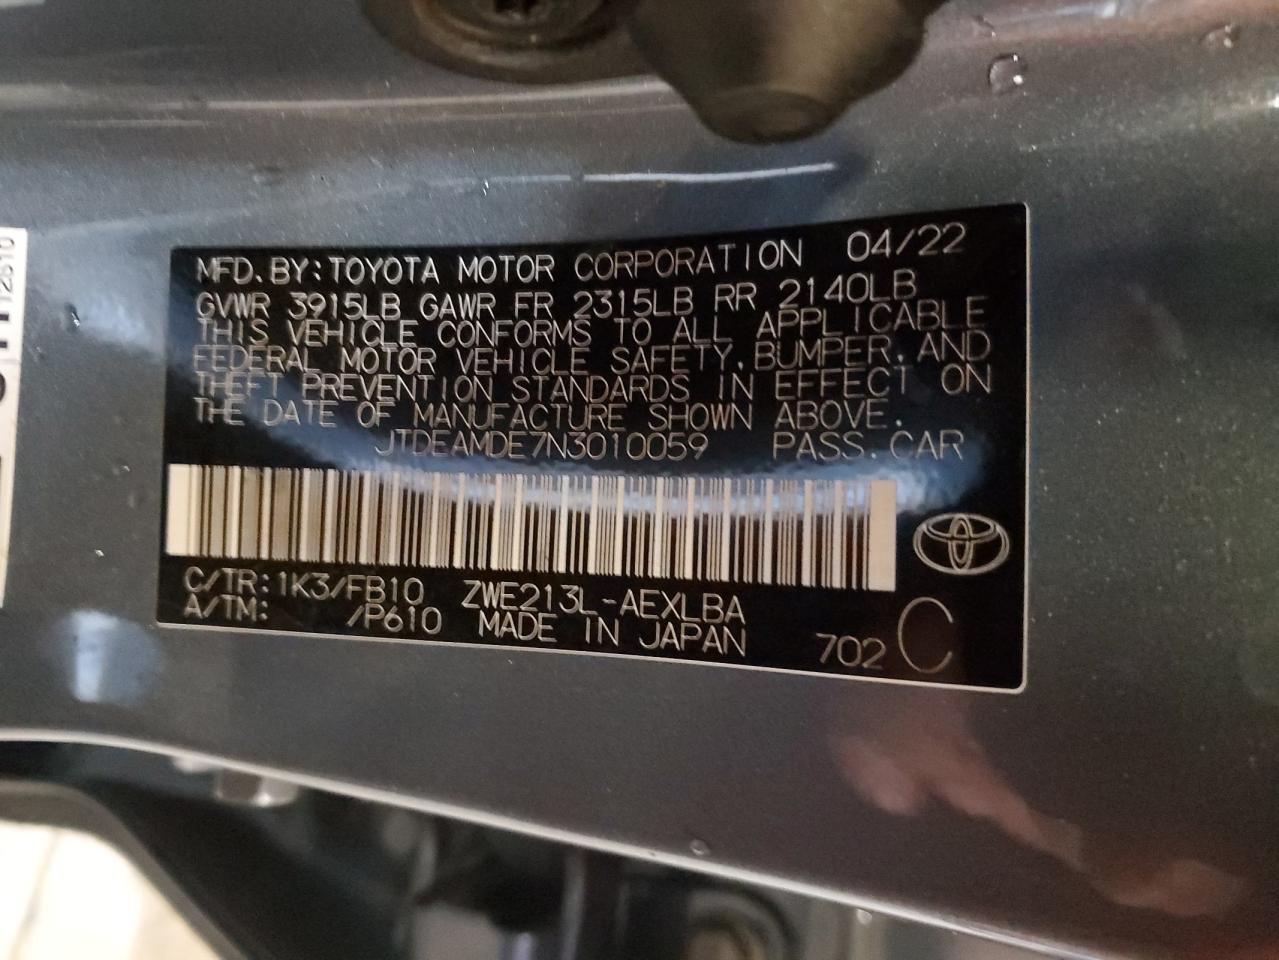 MFD.BY:TOYOTA MOTOR CORPORATION 04/22
GVWR 3915LB GAWR FR 2315LB RR 2140LB
THIS VEHICLE CONFORMS TO ALL APPLICABLE
FEDERAL MOTOR VEHICLE SAFETY,BUMPER,AND
THEFT PREVENTION STANDARDS IN EFFECT ON
THE DATE OF MANUFACTURE SHOWN ABOVE.
JTDEAMDE7N3010059 PASS.CAR
C/TR:1K3/FB10 ZWE213L-AEXLBA
A/TM: /P610 MADE IN JAPAN 702 C